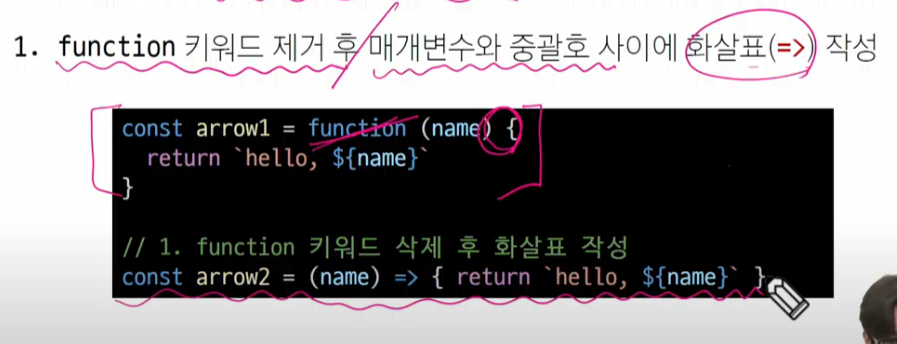 1. function 키워드 제거 후 매개변수와 중괄호 사이에 화살표(=>) 작성
const arrow1 = function (name) {
return `hello, ${name}`
}
// 1. function 키워드 삭제 후 화살표 작성
const arrow2 = (name) => { return `hello, ${name}` }